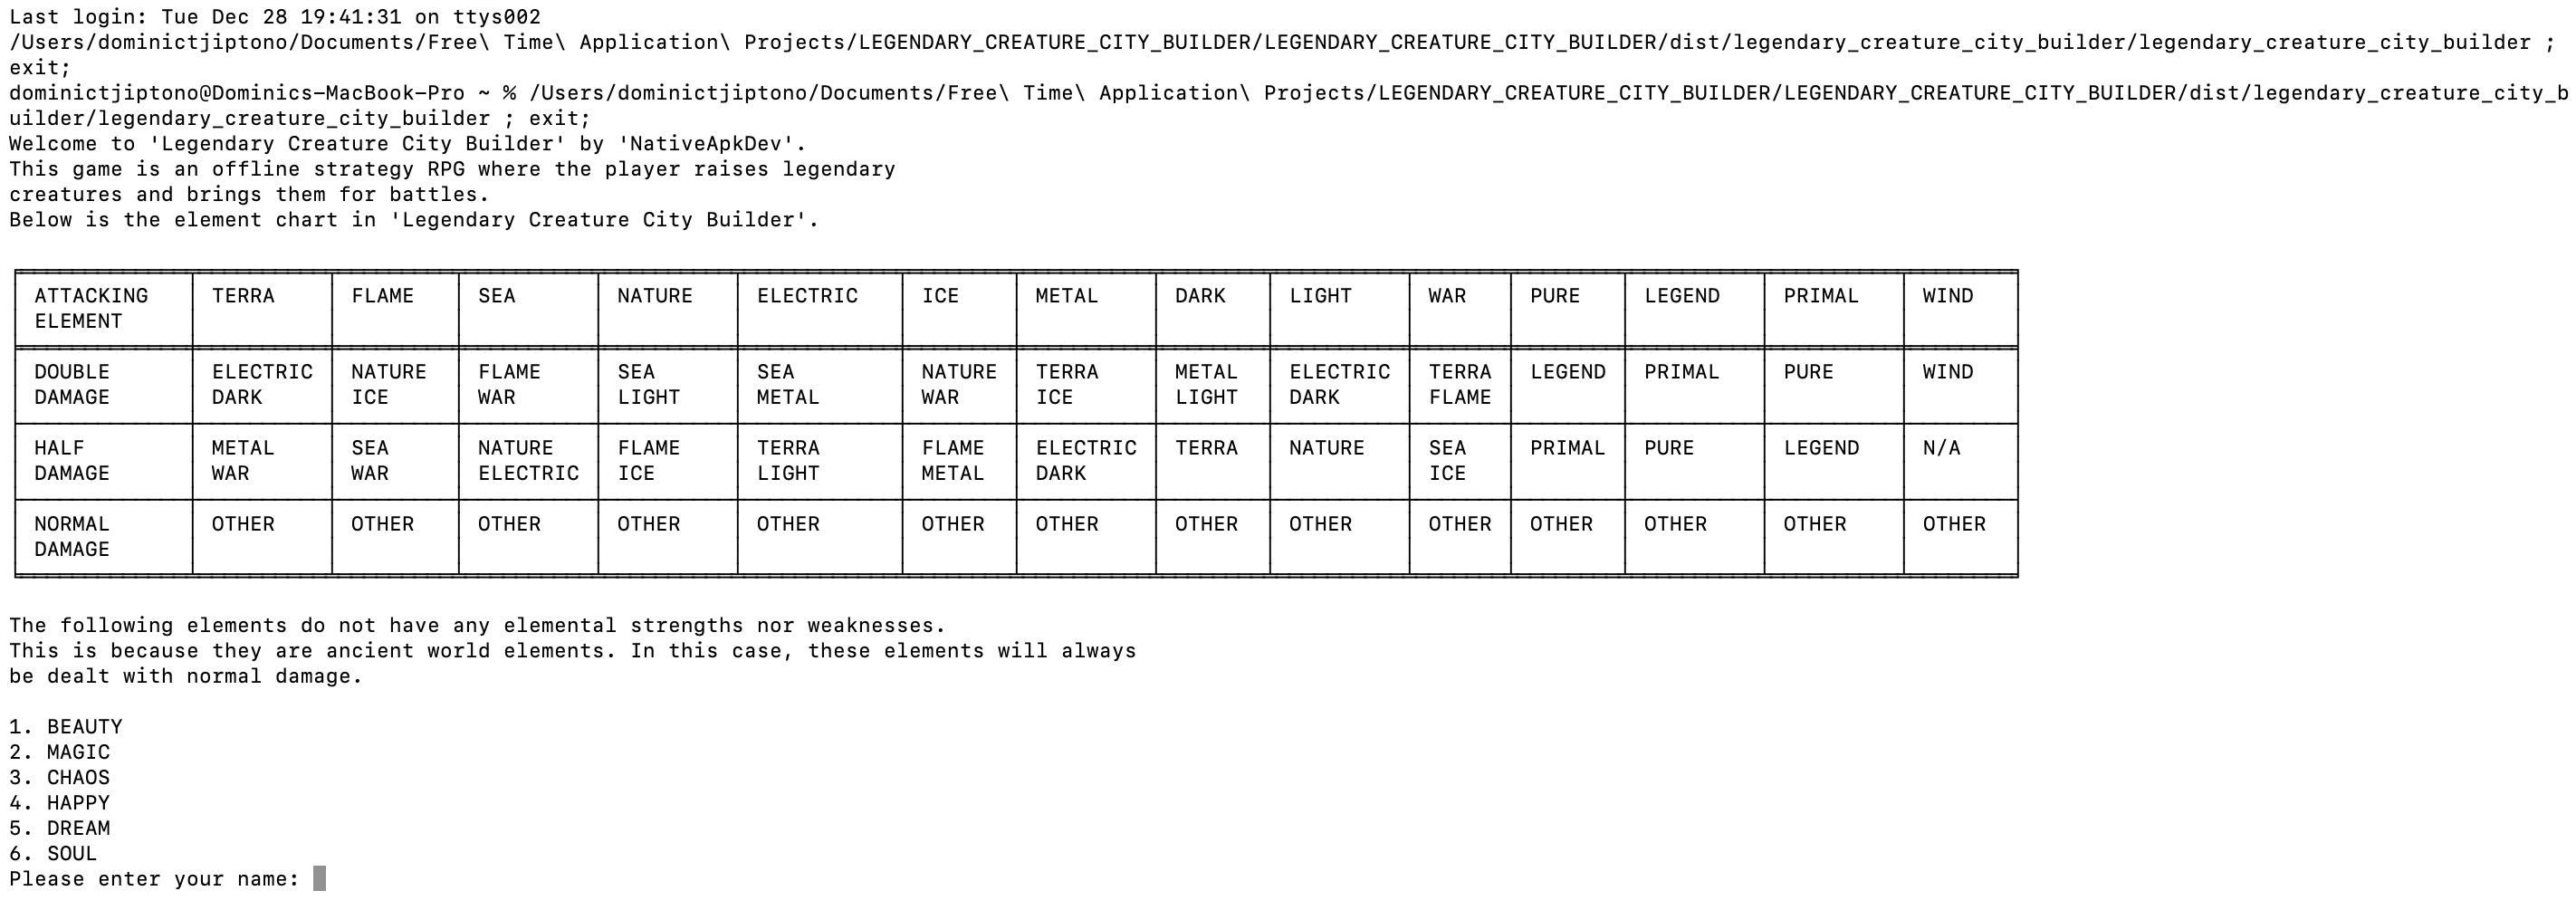 Last login: Tue Dec 28 19:41:31 on ttys002
/Users/dominictjiptono/Documents/Free\ Time\ Application\ Projects/LEGENDARY_CREATURE_CITY_BUILDER/LEGENDARY_CREATURE_CITY_BUILDER/dist/legendary_creature_city_builder/legendary_creature_city_builder ;
exit;
dominictjiptono@Dominics-MacBook-Pro ~ % /Users/dominictjiptono/Documents/Free\ Time\ Application\ Projects/LEGENDARY_CREATURE_CITY_BUILDER/LEGENDARY_CREATURE_CITY_BUILDER/dist/legendary_creature_city_b
uilder/legendary_creature_city_builder ; exit;
Welcome to 'Legendary Creature City Builder' by 'NativeApkDev'.
This game is an offline strategy RPG where the player raises legendary
creatures and brings them for battles.
Below is the element chart in 'Legendary Creature City Builder'.
ATTACKING TERRA FLAME SEA NATURE ELECTRIC ICE METAL DARK LIGHT WAR PURE LEGEND PRIMAL WIND
ELEMENT
DOUBLE ELECTRIC NATURE FLAME SEA SEA NATURE TERRA METAL ELECTRIC TERRA LEGEND PRIMAL PURE WIND
DAMAGE DARK ICE WAR LIGHT METAL WAR ICE LIGHT DARK FLAME
HALF METAL SEA NATURE FLAME TERRA FLAME ELECTRIC TERRA NATURE SEA PRIMAL PURE LEGEND N/A
DAMAGE WAR WAR ELECTRIC ICE LIGHT METAL DARK ICE
NORMAL OTHER OTHER OTHER OTHER OTHER OTHER OTHER OTHER OTHER OTHER OTHER OTHER OTHER OTHER
DAMAGE
The following elements do not have any elemental strengths nor weaknesses.
This is because they are ancient world elements. In this case, these elements will always
be dealt with normal damage.
1. BEAUTY
2. MAGIC
3. CHAOS
4. HAPPY
5. DREAM
6. SOUL
Please enter your name: